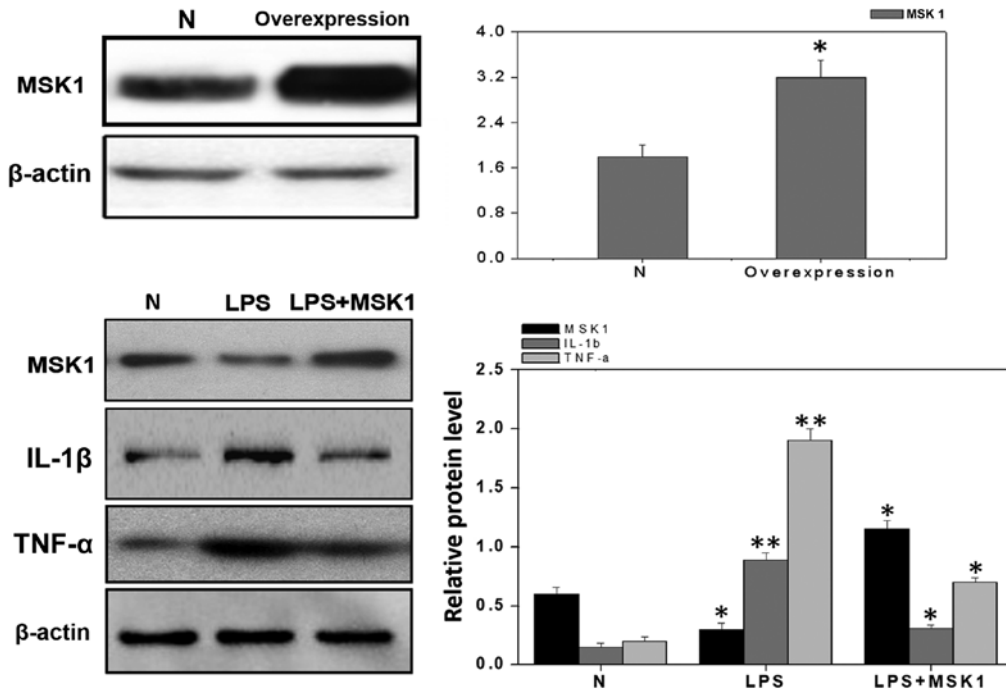 N Overexpression
MSK1
β-actin
MSK1
4.0
*
3.2
2.4
1.6
0.8
0.0
N Overexpression
N LPS LPS+MSK1
MSK1
IL-1β
TNF-α
β-actin
MSK1
IL-1b
TNF-a
Relative protein level
2.5
**
2.0
1.5
*
**
1.0
*
0.5
*
*
0.0
N LPS LPS+MSK1